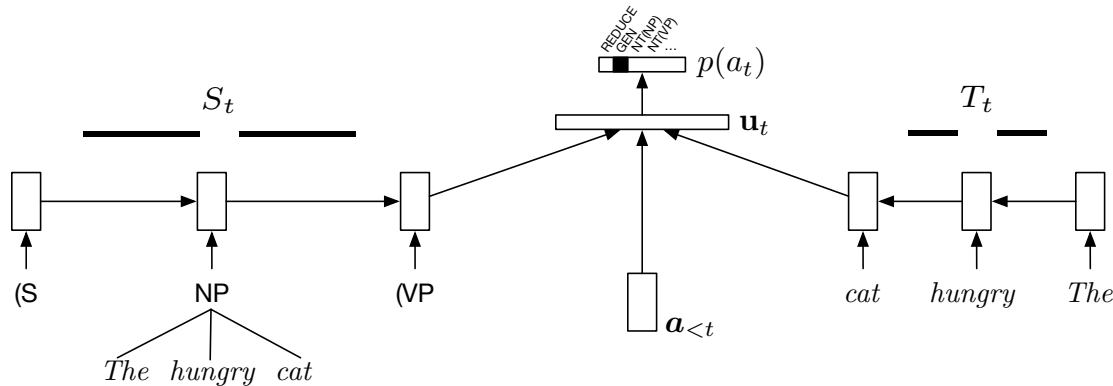 REDUCE
GEN
NT(NP)
NT(VP)
...
p(a_t)
S_t
T_t
u_t
(S NP (VP
cat hungry The
a_{<t}
The hungry cat